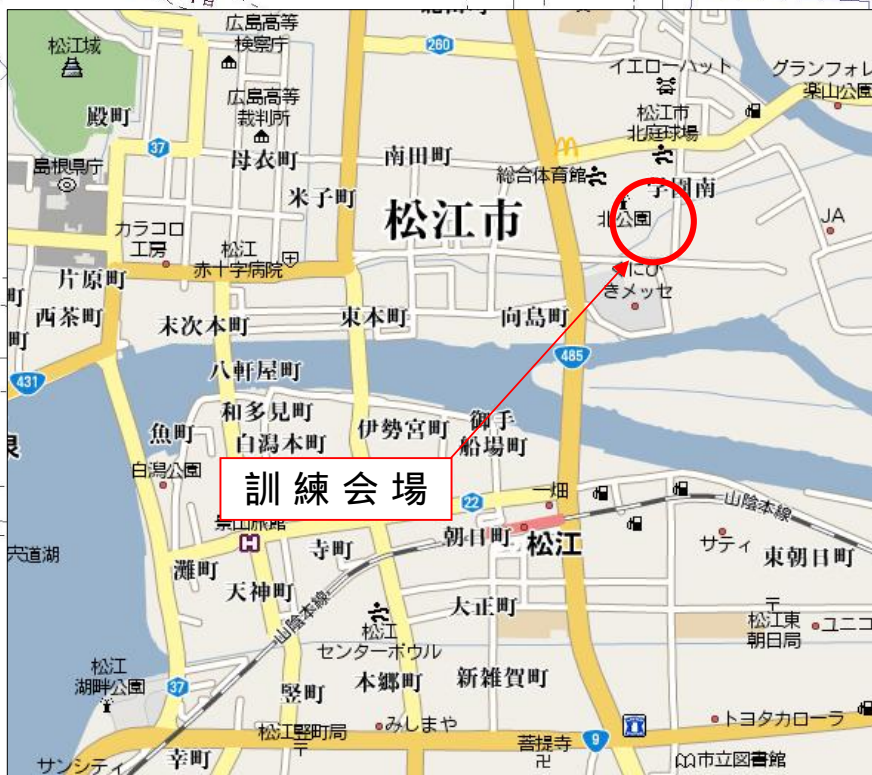 広島高等
検察庁
260
松江城
イエローハット
グランフォレ
楽山公園
広島高等
裁判所
松江市
北庭球場
殿町
37
母衣町
南田町
総合体育館
学園南
島根県庁
米子町
松江市
北公園
JA
カラコロ
工房
松江
赤十字病院
くにび
きメッセ
片原町
町
西茶町
末次本町
東本町
向島町
町
485
431
八軒屋町
和多見町
魚町
白潟本町
伊勢宮町
御手
船場町
白潟公園
訓練会場
22
一畑
山陰本線
朝日町
松江
サティ
宍道湖
寺町
東朝日町
灘町
天神町
大正町
山陰本線
松江東
朝日局
ユニコ
松江
センターボウル
松江
湖畔公園
37
竪町
本郷町
新雑賀町
松江竪町局
みしまや
トヨタカローラ
9
菩提寺
サンシティ
幸町
市立図書館